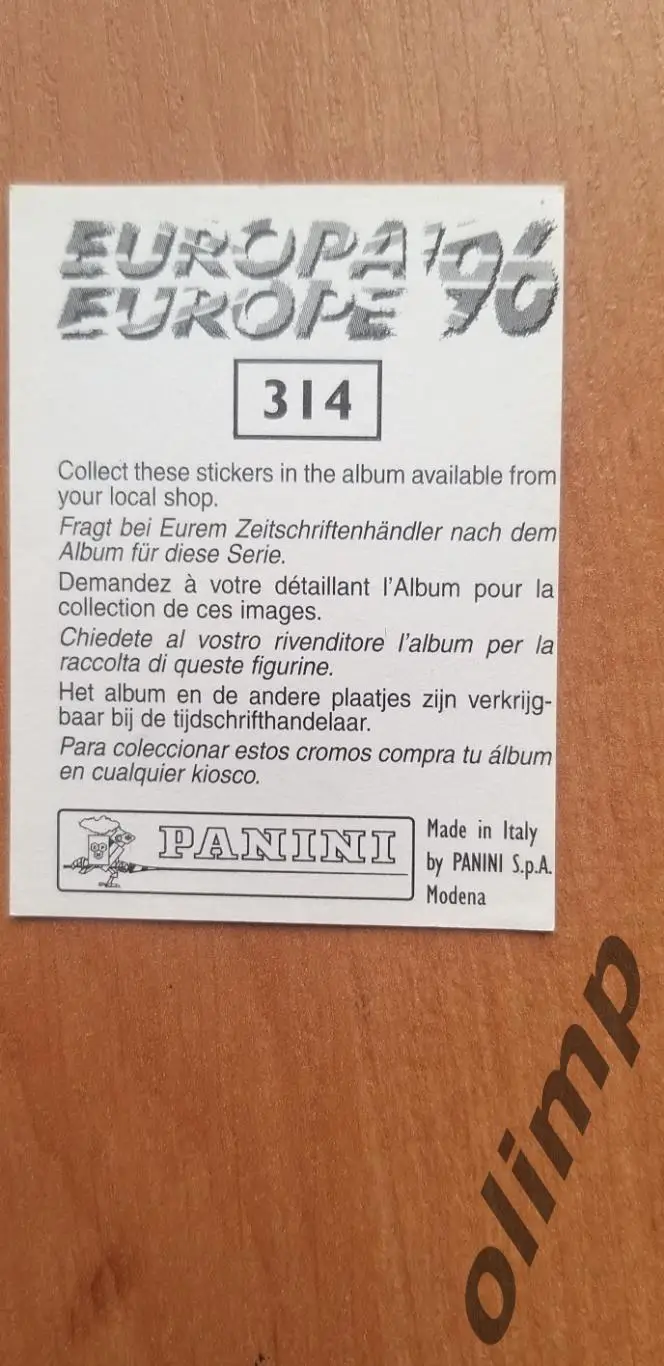 EUROPA '96
EUROPE '96
314
Collect these stickers in the album available from
your local shop.
Fragt bei Eurem Zeitschriftenhändler nach dem
Album für diese Serie.
Demandez à votre détaillant l'Album pour la
collection de ces images.
Chiedete al vostro rivenditore l'album per la
raccolta di queste figurine.
Het album en de andere plaatjes zijn verkrijg-
baar bij de tijdschrifthandelaar.
Para coleccionar estos cromos compra tu álbum
en cualquier kiosco.
PANINI
Made in Italy
by PANINI S.p.A.
Modena
olimp